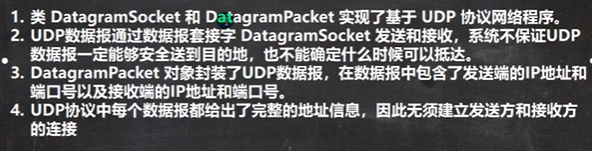 1. 类 DatagramSocket 和 DatagramPacket 实现了基于 UDP 协议网络程序。
2. UDP数据报通过数据报套接字 DatagramSocket 发送和接收，系统不保证UDP
数据报一定能够安全送到目的地，也不能确定什么时候可以抵达。
3. DatagramPacket 对象封装了UDP数据报，在数据报中包含了发送端的IP地址和
端口号以及接收端的IP地址和端口号。
4. UDP协议中每个数据报都给出了完整的地址信息，因此无须建立发送方和接收方
的连接